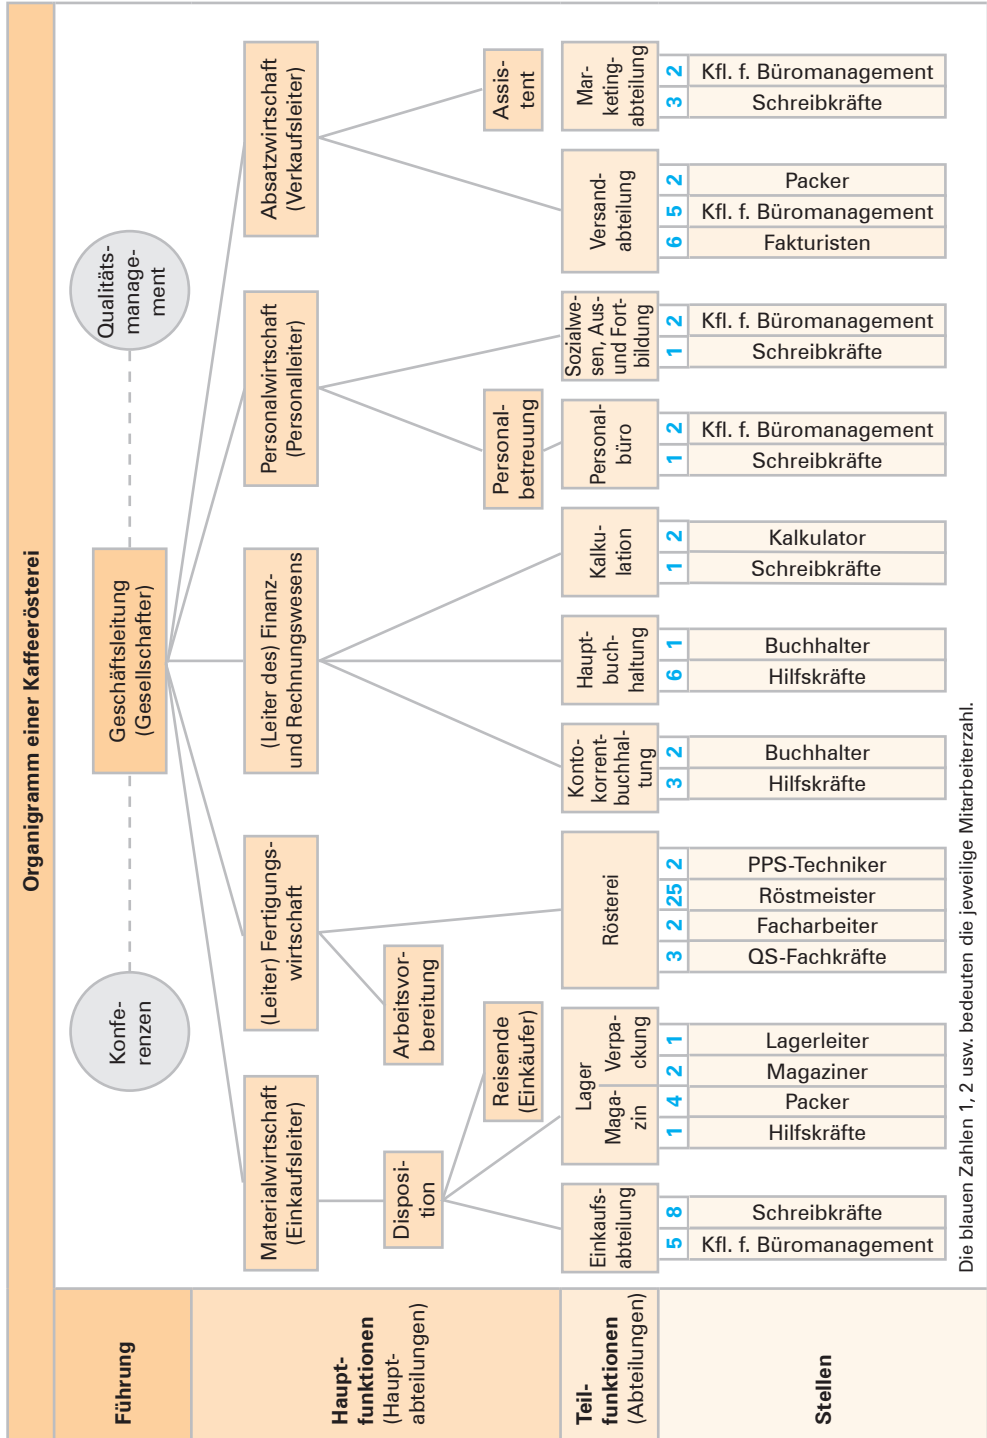 Organigramm einer Kaffeerösterei
Führung
Konfe-
renzen
Geschäftsleitung
(Gesellschafter)
Qualitäts-
manage-
ment
Haupt-
funktionen
(Haupt-
abteilungen)
Materialwirtschaft
(Einkaufsleiter)
(Leiter) Fertigungs-
wirtschaft
(Leiter des) Finanz-
und Rechnungswesens
Personalwirtschaft
(Personalleiter)
Absatzwirtschaft
(Verkaufsleiter)
Disposi-
tion
Arbeitsvor-
bereitung
Reisende
(Einkäufer)
Personal-
betreuung
Assis-
tent
Teil-
funktionen
(Abteilungen)
Einkaufs-
abteilung
Lager
Maga-
zin
Verpa-
ckung
Rösterei
Konto-
korrent-
buchhal-
tung
Haupt-
buch-
haltung
Kalku-
lation
Personal-
büro
Sozialwe-
sen, Aus-
und Fort-
bildung
Versand-
abteilung
Mar-
keting-
abteilung
Stellen
5 Kfl. f. Büromanagement
8 Schreibkräfte
1 Hilfskräfte
4 Packer
2 Magaziner
1 Lagerleiter
3 QS-Fachkräfte
2 Facharbeiter
25 Röstmeister
2 PPS-Techniker
3 Hilfskräfte
2 Buchhalter
6 Hilfskräfte
1 Buchhalter
1 Schreibkräfte
2 Kalkulator
1 Schreibkräfte
2 Kfl. f. Büromanagement
1 Schreibkräfte
2 Kfl. f. Büromanagement
6 Fakturisten
5 Kfl. f. Büromanagement
2 Packer
3 Schreibkräfte
2 Kfl. f. Büromanagement
Die blauen Zahlen 1, 2 usw. bedeuten die jeweilige Mitarbeiterzahl.